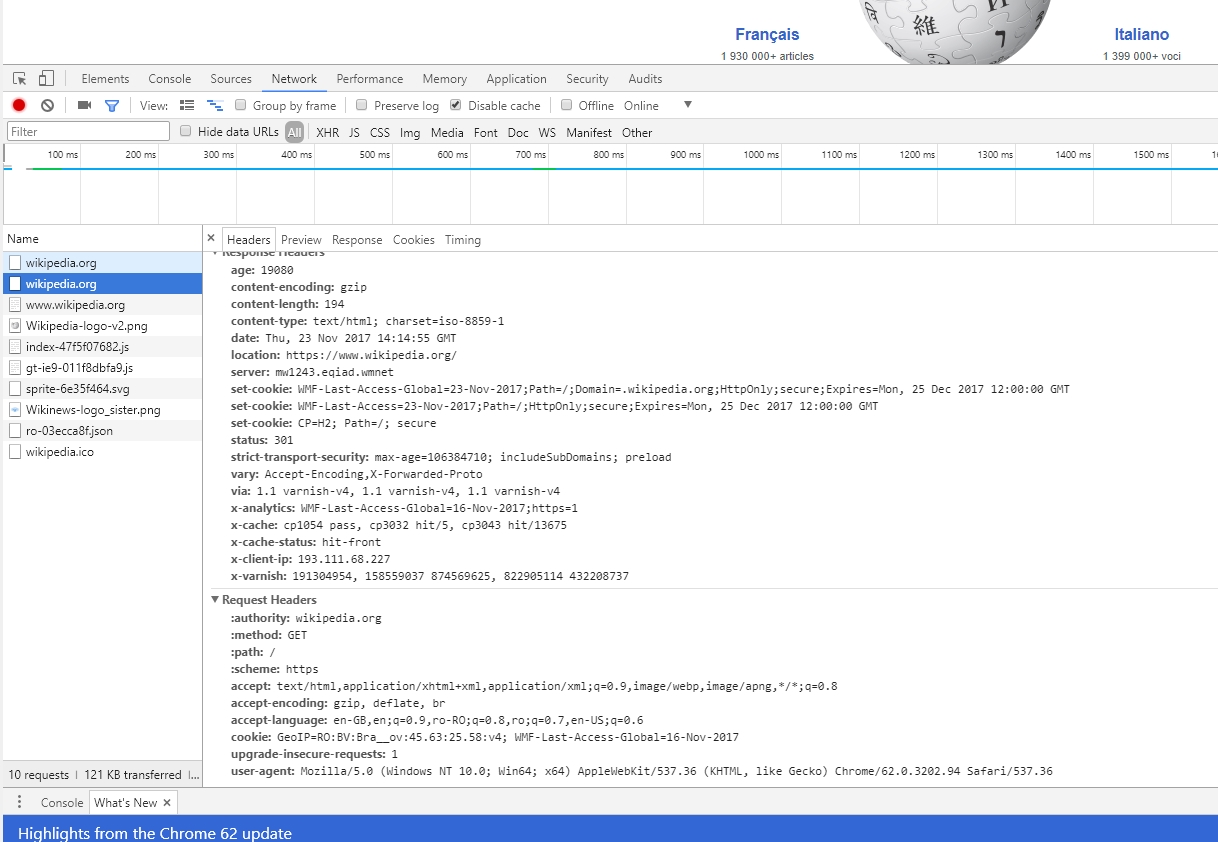 Français
Italiano
1 930 000+ articles
1 399 000+ voci
維
Elements Console Sources Network Performance Memory Application Security Audits
View: Group by frame Preserve log Disable cache Offline Online
Filter Hide data URLs All XHR JS CSS Img Media Font Doc WS Manifest Other
100 ms 200 ms 300 ms 400 ms 500 ms 600 ms 700 ms 800 ms 900 ms 1000 ms 1100 ms 1200 ms 1300 ms 1400 ms 1500 ms
Name
wikipedia.org
wikipedia.org
www.wikipedia.org
Wikipedia-logo-v2.png
index-47f5f07682.js
gt-ie9-011f8dbfa9.js
sprite-6e35f464.svg
Wikinews-logo_sister.png
ro-03ecca8f.json
wikipedia.ico
10 requests | 121 KB transferred |...
× Headers Preview Response Cookies Timing
Response Headers
age: 19080
content-encoding: gzip
content-length: 194
content-type: text/html; charset=iso-8859-1
date: Thu, 23 Nov 2017 14:14:55 GMT
location: https://www.wikipedia.org/
server: mw1243.eqiad.wmnet
set-cookie: WMF-Last-Access-Global=23-Nov-2017;Path=/;Domain=.wikipedia.org;HttpOnly;secure;Expires=Mon, 25 Dec 2017 12:00:00 GMT
set-cookie: WMF-Last-Access=23-Nov-2017;Path=/;HttpOnly;secure;Expires=Mon, 25 Dec 2017 12:00:00 GMT
set-cookie: CP=H2; Path=/; secure
status: 301
strict-transport-security: max-age=106384710; includeSubDomains; preload
vary: Accept-Encoding,X-Forwarded-Proto
via: 1.1 varnish-v4, 1.1 varnish-v4, 1.1 varnish-v4
x-analytics: WMF-Last-Access-Global=16-Nov-2017;https=1
x-cache: cp1054 pass, cp3032 hit/5, cp3043 hit/13675
x-cache-status: hit-front
x-client-ip: 193.111.68.227
x-varnish: 191304954, 158559037 874569625, 822905114 432208737
Request Headers
:authority: wikipedia.org
:method: GET
:path: /
:scheme: https
accept: text/html,application/xhtml+xml,application/xml;q=0.9,image/webp,image/apng,*/*;q=0.8
accept-encoding: gzip, deflate, br
accept-language: en-GB,en;q=0.9,ro-RO;q=0.8,ro;q=0.7,en-US;q=0.6
cookie: GeoIP=RO:BV:Bra__ov:45.63:25.58:v4; WMF-Last-Access-Global=16-Nov-2017
upgrade-insecure-requests: 1
user-agent: Mozilla/5.0 (Windows NT 10.0; Win64; x64) AppleWebKit/537.36 (KHTML, like Gecko) Chrome/62.0.3202.94 Safari/537.36
Console What's New ×
Highlights from the Chrome 62 update